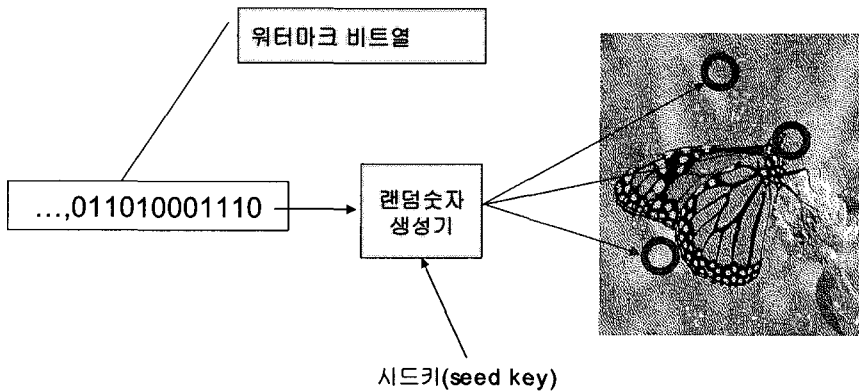 워터마크 비트열
...,011010001110
랜덤숫자
생성기
시드키(seed key)